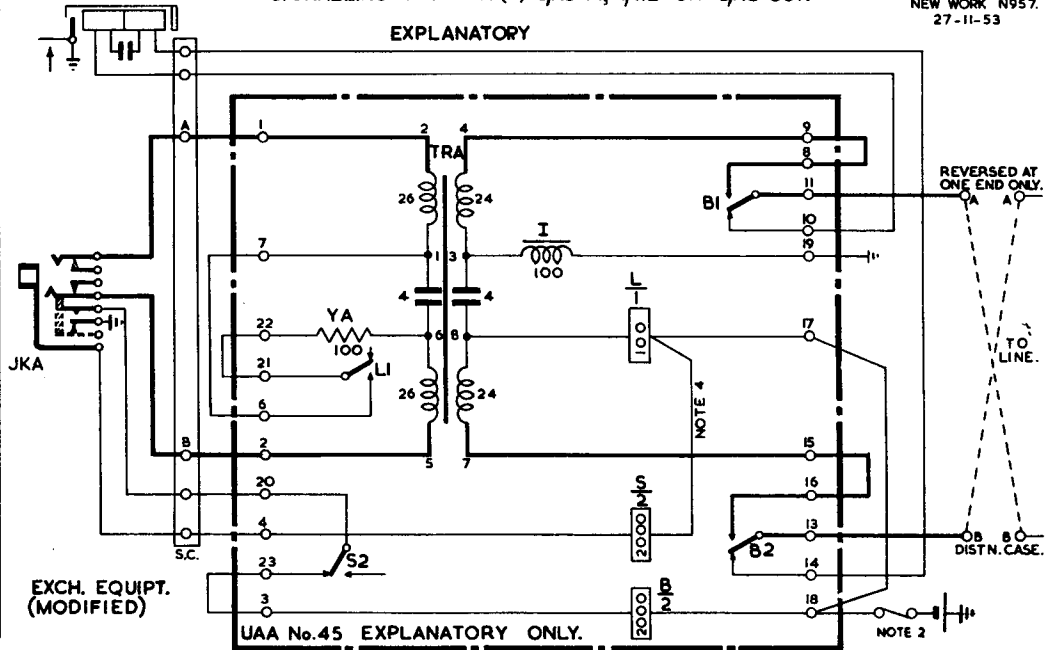 NEW WORK N957.
27-11-53
EXPLANATORY
A
1
2
4
9
TRA
8
REVERSED AT
ONE END ONLY.
26
24
B1
11
A
A
10
7
1
3
I
100
19
JKA
4
4
L
1
22
YA
100
6
8
100
17
TO
LINE.
21
L1
6
26
24
NOTE 4
B
2
5
7
15
20
S
2
16
4
2000
B2
13
B
B
DISTN. CASE.
S.C.
S2
23
14
EXCH. EQUIPT.
(MODIFIED)
3
B
2
2000
18
NOTE 2
UAA No.45 EXPLANATORY ONLY.